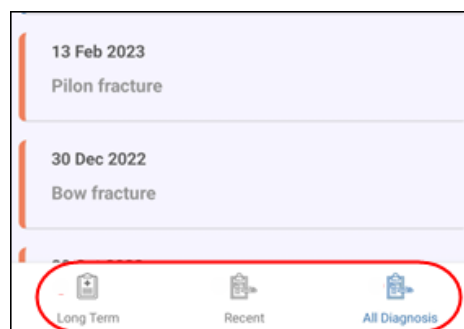 13 Feb 2023
Pilon fracture
30 Dec 2022
Bow fracture
Long Term
Recent
All Diagnosis